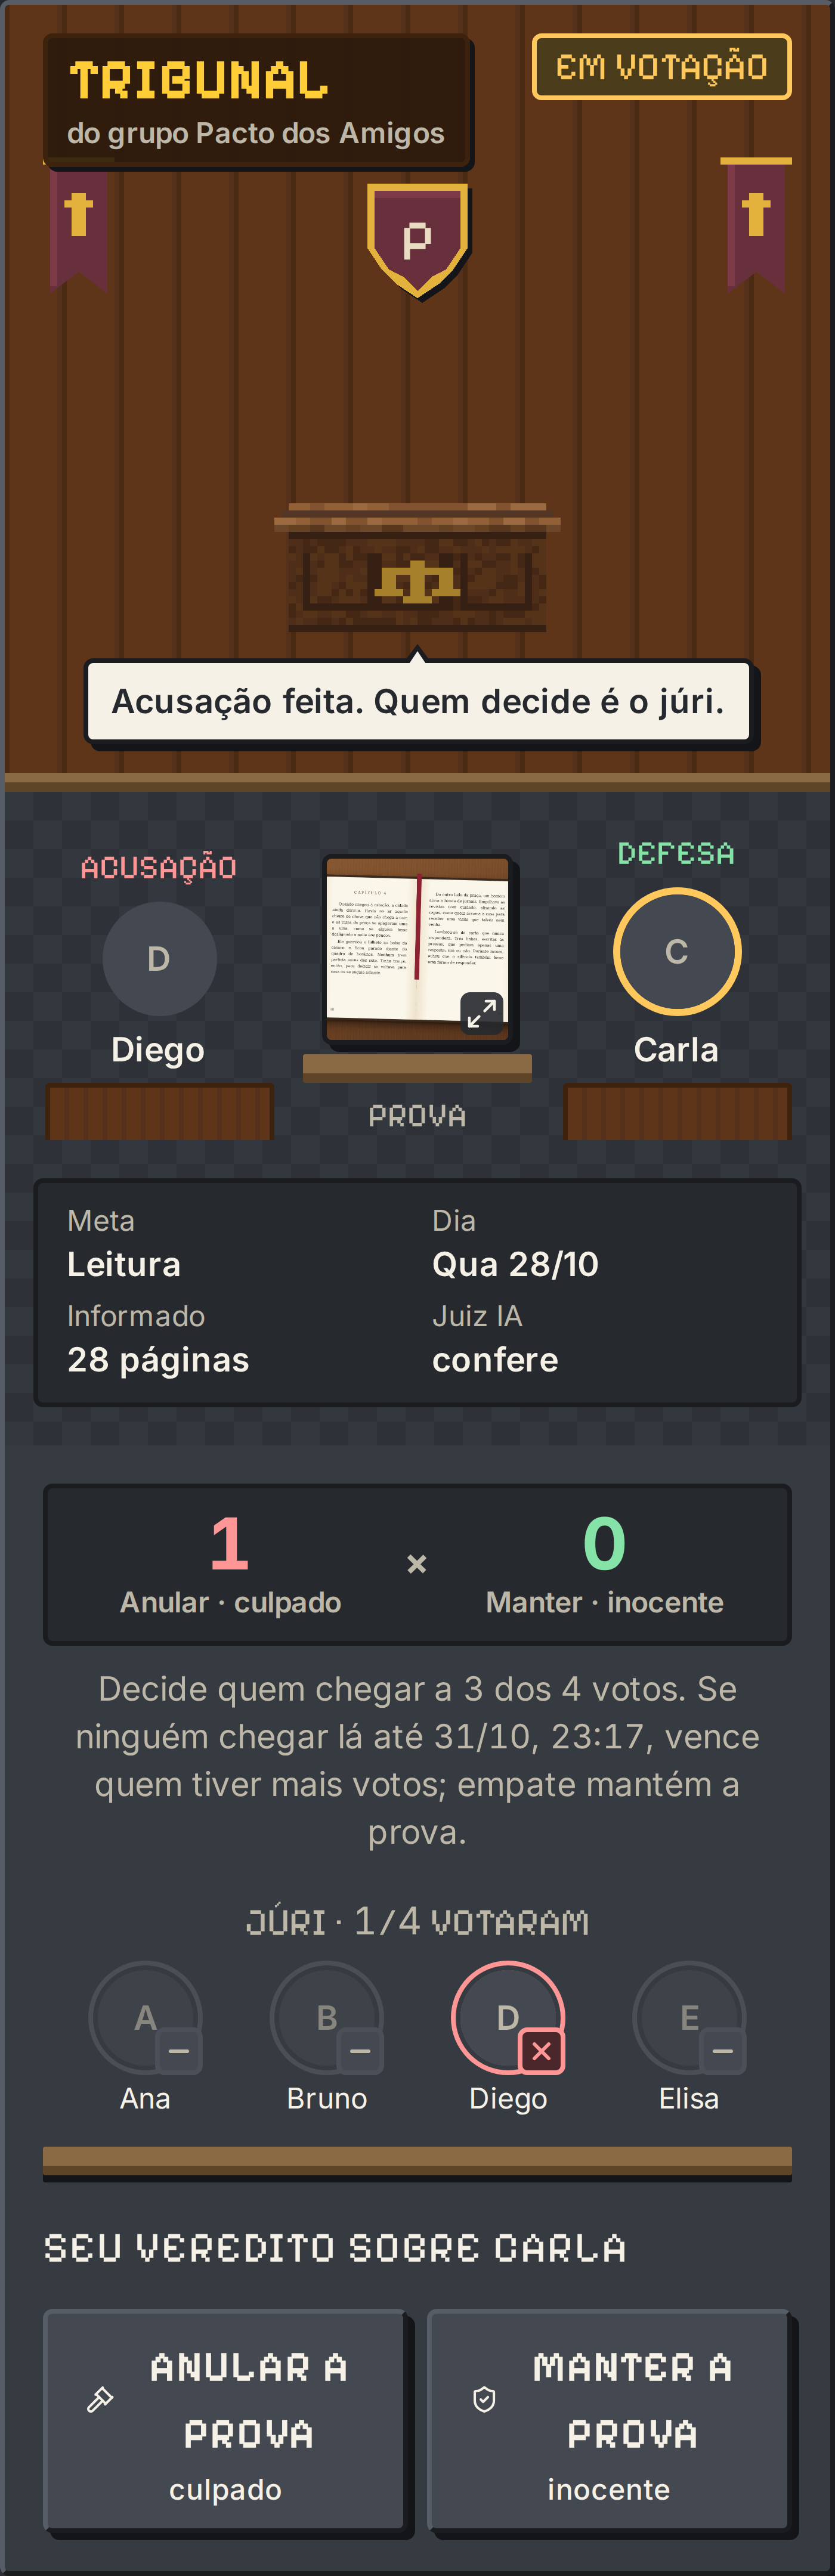 TRIBUNAL
do grupo Pacto dos Amigos
EM VOTAÇÃO
P
Acusação feita. Quem decide é o júri.
ACUSAÇÃO
D
Diego
CAPÍTULO 4
PROVA
DEFESA
C
Carla
Meta
Leitura
Dia
Qua 28/10
Informado
28 páginas
Juiz IA
confere
1
Anular · culpado
×
0
Manter · inocente
Decide quem chegar a 3 dos 4 votos. Se
ninguém chegar lá até 31/10, 23:17, vence
quem tiver mais votos; empate mantém a
prova.
JÚRI · 1/4 VOTARAM
A
B
D
E
Ana
Bruno
Diego
Elisa
SEU VEREDITO SOBRE CARLA
ANULAR A
PROVA
culpado
MANTER A
PROVA
inocente